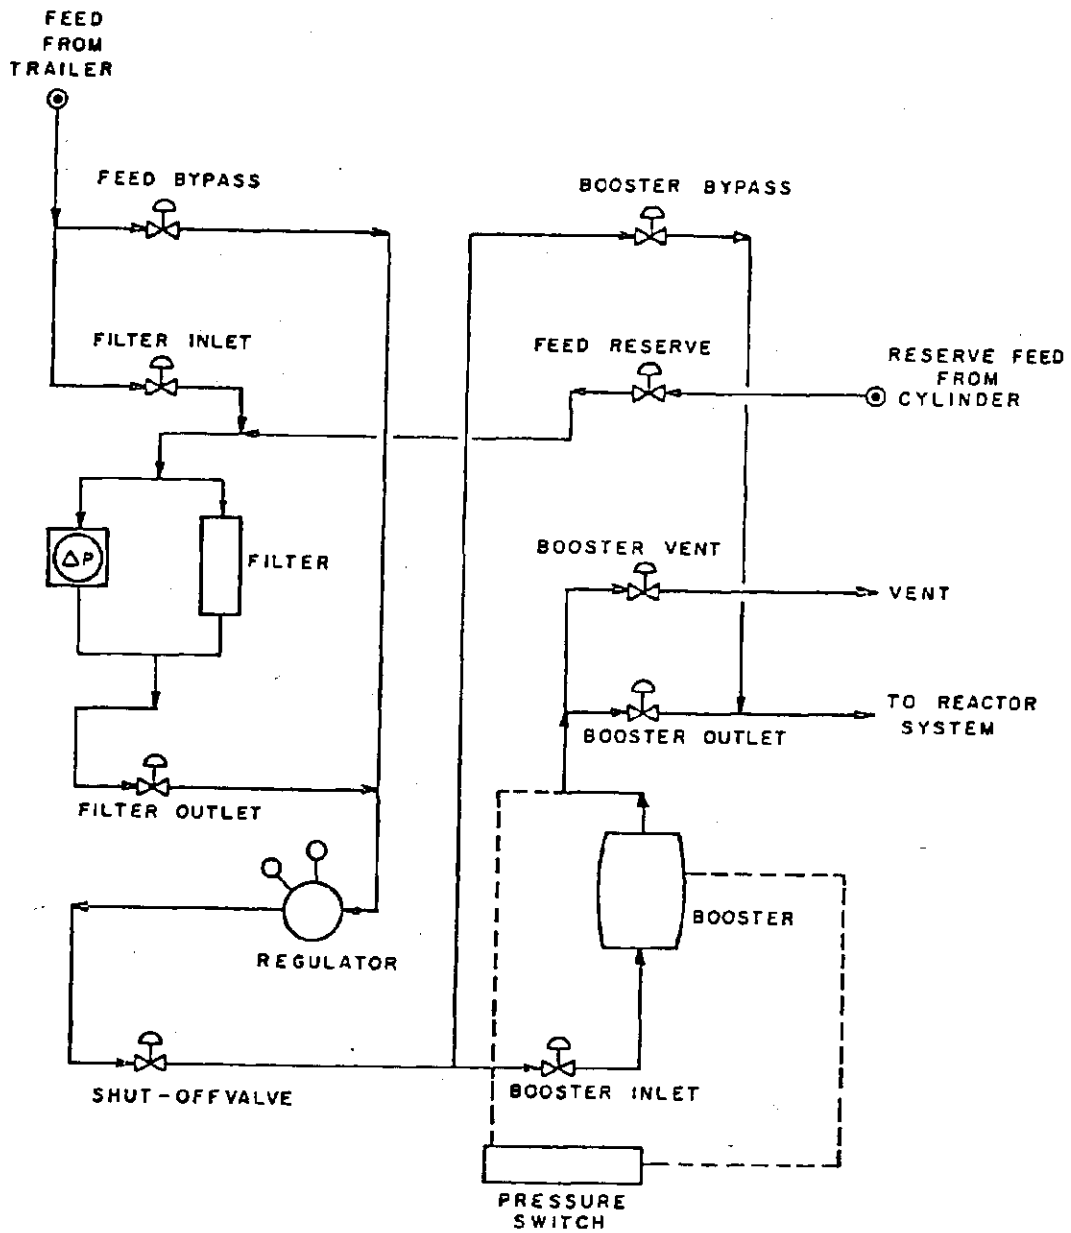 FEED
FROM
TRAILER
FEED BYPASS
BOOSTER BYPASS
FILTER INLET
FEED RESERVE
RESERVE FEED
FROM
CYLINDER
ΔP
FILTER
BOOSTER VENT
VENT
TO REACTOR
SYSTEM
BOOSTER OUTLET
FILTER OUTLET
BOOSTER
REGULATOR
SHUT-OFF VALVE
BOOSTER INLET
PRESSURE
SWITCH